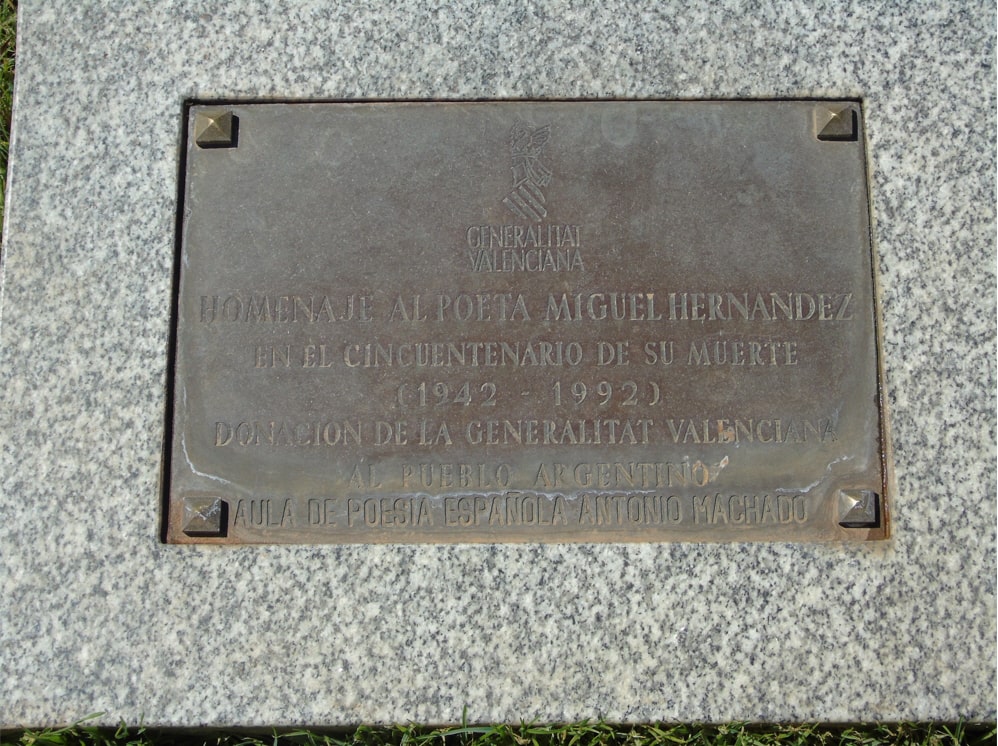 GENERALITAT
VALENCIANA
HOMENAJE AL POETA MIGUEL HERNANDEZ
EN EL CINCUENTENARIO DE SU MUERTE
(1942 - 1992)
DONACION DE LA GENERALITAT VALENCIANA
AL PUEBLO ARGENTINO
AULA DE POESIA ESPAÑOLA ANTONIO MACHADO